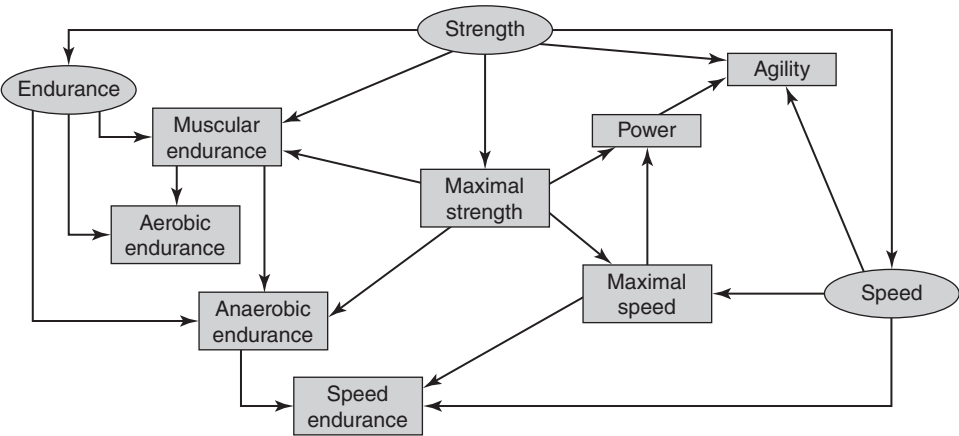 Strength
Agility
Endurance
Muscular
endurance
Power
Maximal
strength
Aerobic
endurance
Maximal
speed
Speed
Anaerobic
endurance
Speed
endurance